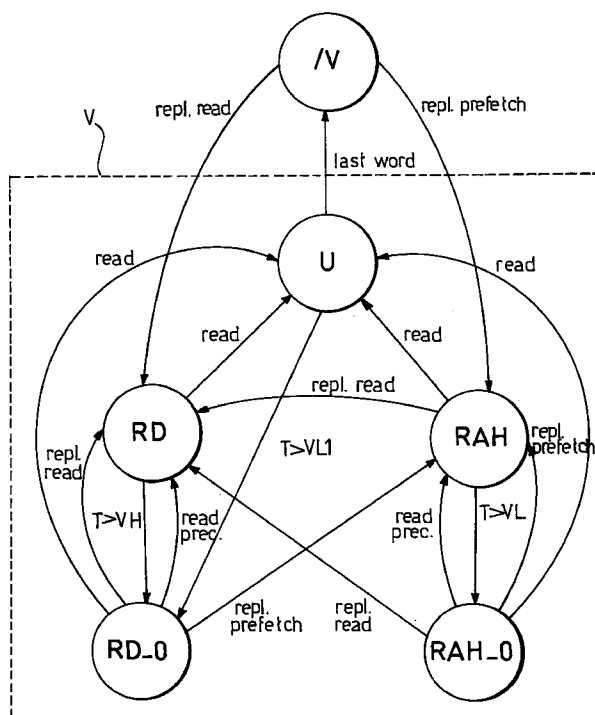 /V
repl. read
repl. prefetch
V
last word
read
U
read
read
read
repl. read
RD
RAH
repl.
prefetch
repl.
read
T>VL1
T>VH
read
prec.
read
prec.
T>VL
repl.
prefetch
repl.
read
RD_0
RAH_0